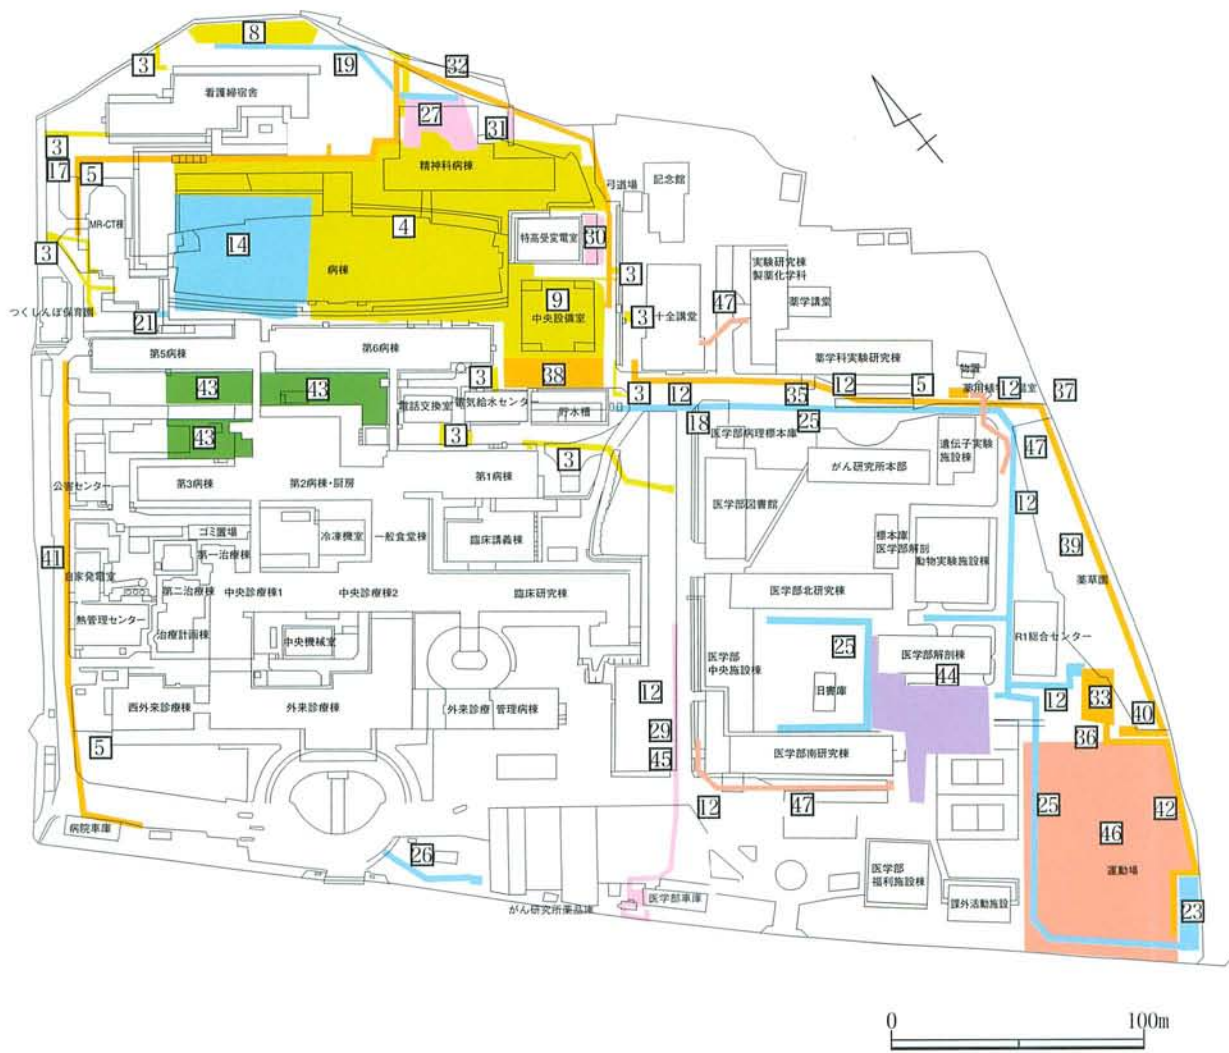 8
3
19
32
看護婦宿舎
27
31
3
17
5
精神科病棟
弓道場
記念館
MR-CT棟
4
14
特高受変電室
30
3
病棟
3
実験研究棟
製薬化学科
9
中央設備室
3
十全講堂
47
薬学講堂
つくしんぼ保育園
21
第5病棟
第6病棟
薬学科実験研究棟
物置
43
43
3
38
3
12
35
12
5
12
37
電話交換室
電気給水センター
貯水槽
18
医学部病理標本庫
25
47
43
3
3
がん研究所本部
遺伝子実験
施設棟
公害センター
第3病棟
第2病棟・厨房
第1病棟
医学部図書館
12
ゴミ置場
冷凍機室
一般食堂棟
臨床講義棟
標本庫
医学部解剖
動物実験施設棟
39
41
第一治療棟
自家発電室
薬草園
第二治療棟
中央診療棟1
中央診療棟2
臨床研究棟
医学部北研究棟
熱管理センター
治療計画棟
中央機械室
R1総合センター
医学部
中央施設棟
25
医学部解剖棟
44
旧書庫
12
12
33
西外来診療棟
外来診療棟
外来診療
管理病棟
40
29
36
5
45
医学部南研究棟
12
47
25
46
42
病院車庫
26
医学部
福利施設棟
運動場
がん研究所薬品庫
医学部車庫
課外活動施設
23
0
100m